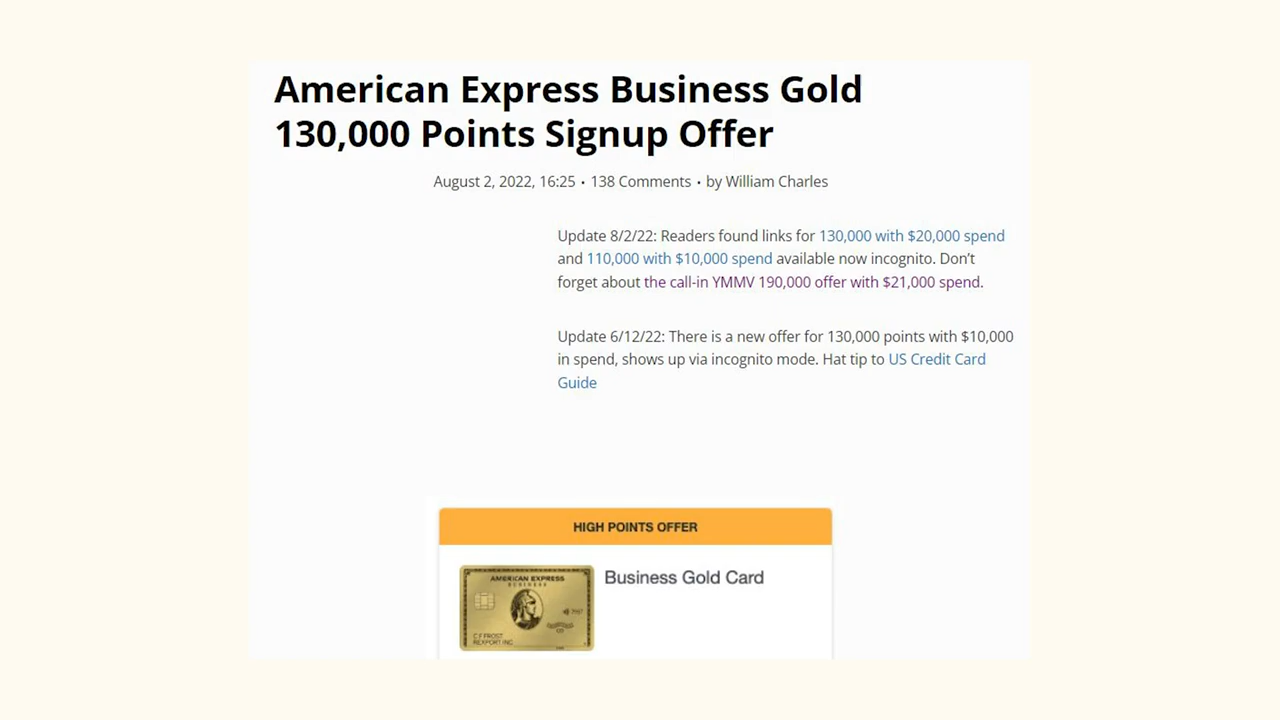 American Express Business Gold
130,000 Points Signup Offer
August 2, 2022, 16:25 • 138 Comments • by William Charles
Update 8/2/22: Readers found links for 130,000 with $20,000 spend
and 110,000 with $10,000 spend available now incognito. Don't
forget about the call-in YMMV 190,000 offer with $21,000 spend.
Update 6/12/22: There is a new offer for 130,000 points with $10,000
in spend, shows up via incognito mode. Hat tip to US Credit Card
Guide
HIGH POINTS OFFER
Business Gold Card
AMERICAN EXPRESS
BUSINESS
C F FROST
REXPORT INC